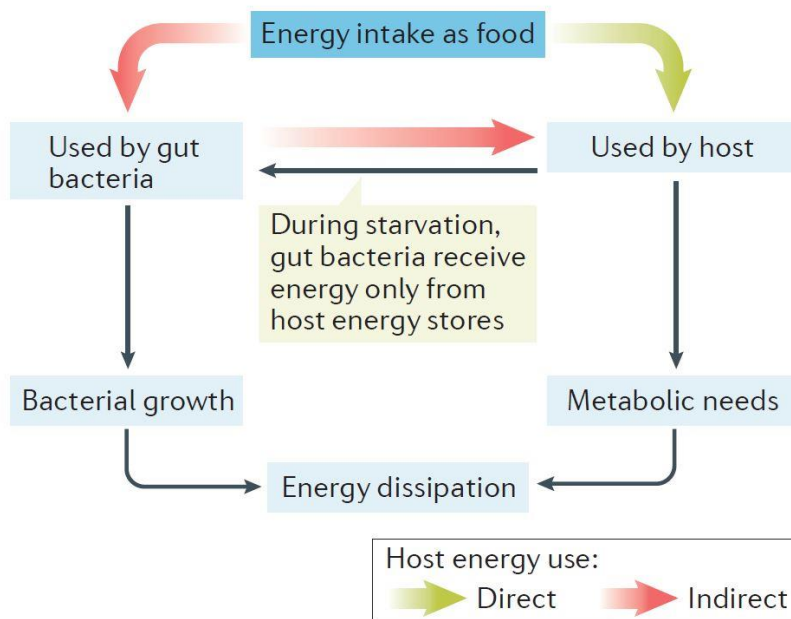 Energy intake as food
Used by gut
bacteria
Used by host
During starvation,
gut bacteria receive
energy only from
host energy stores
Bacterial growth
Metabolic needs
Energy dissipation
Host energy use:
Direct
Indirect